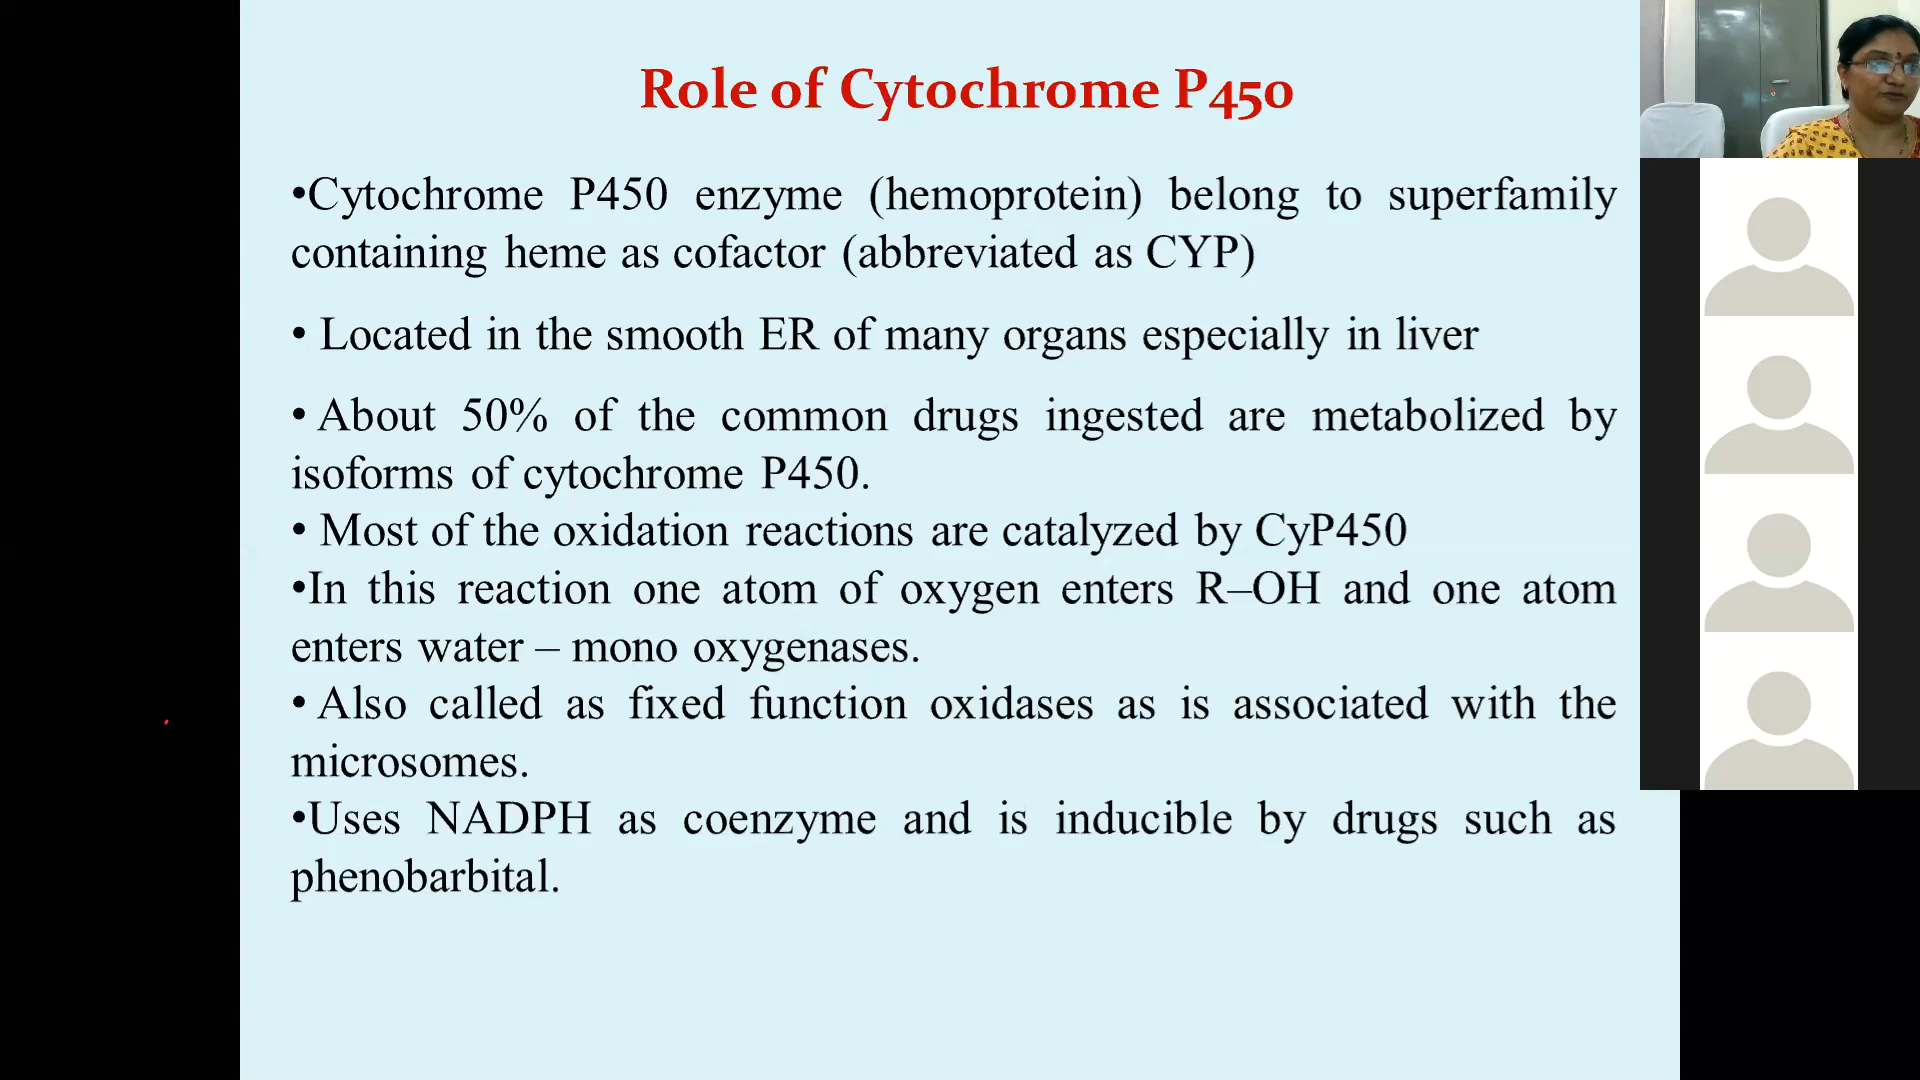 Role of Cytochrome P450
•Cytochrome P450 enzyme (hemoprotein) belong to superfamily
containing heme as cofactor (abbreviated as CYP)
• Located in the smooth ER of many organs especially in liver
• About 50% of the common drugs ingested are metabolized by
isoforms of cytochrome P450.
• Most of the oxidation reactions are catalyzed by CyP450
•In this reaction one atom of oxygen enters R–OH and one atom
enters water – mono oxygenases.
• Also called as fixed function oxidases as is associated with the
microsomes.
•Uses NADPH as coenzyme and is inducible by drugs such as
phenobarbital.